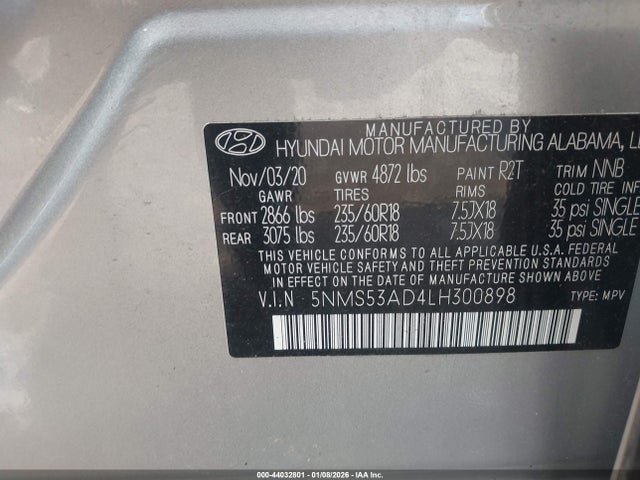 MANUFACTURED BY
HYUNDAI MOTOR MANUFACTURING ALABAMA,
Nov/03/20 GVWR 4872 lbs PAINT R2T TRIM NNB
GAWR TIRES RIMS COLD TIRE
FRONT 2866 lbs 235/60R18 7.5JX18 35 psi SINGLE
REAR 3075 lbs 235/60R18 7.5JX18 35 psi SINGLE
THIS VEHICLE CONFORMS TO ALL APPLICABLE U.S.A. FEDERAL
MOTOR VEHICLE SAFETY AND THEFT PREVENTION STANDARDS
IN EFFECT ON THE DATE OF MANUFACTURE SHOWN ABOVE.
V.I.N 5NMS53AD4LH300898 TYPE: MPV
000-44032801 - 01/08/2026 - IAA Inc.